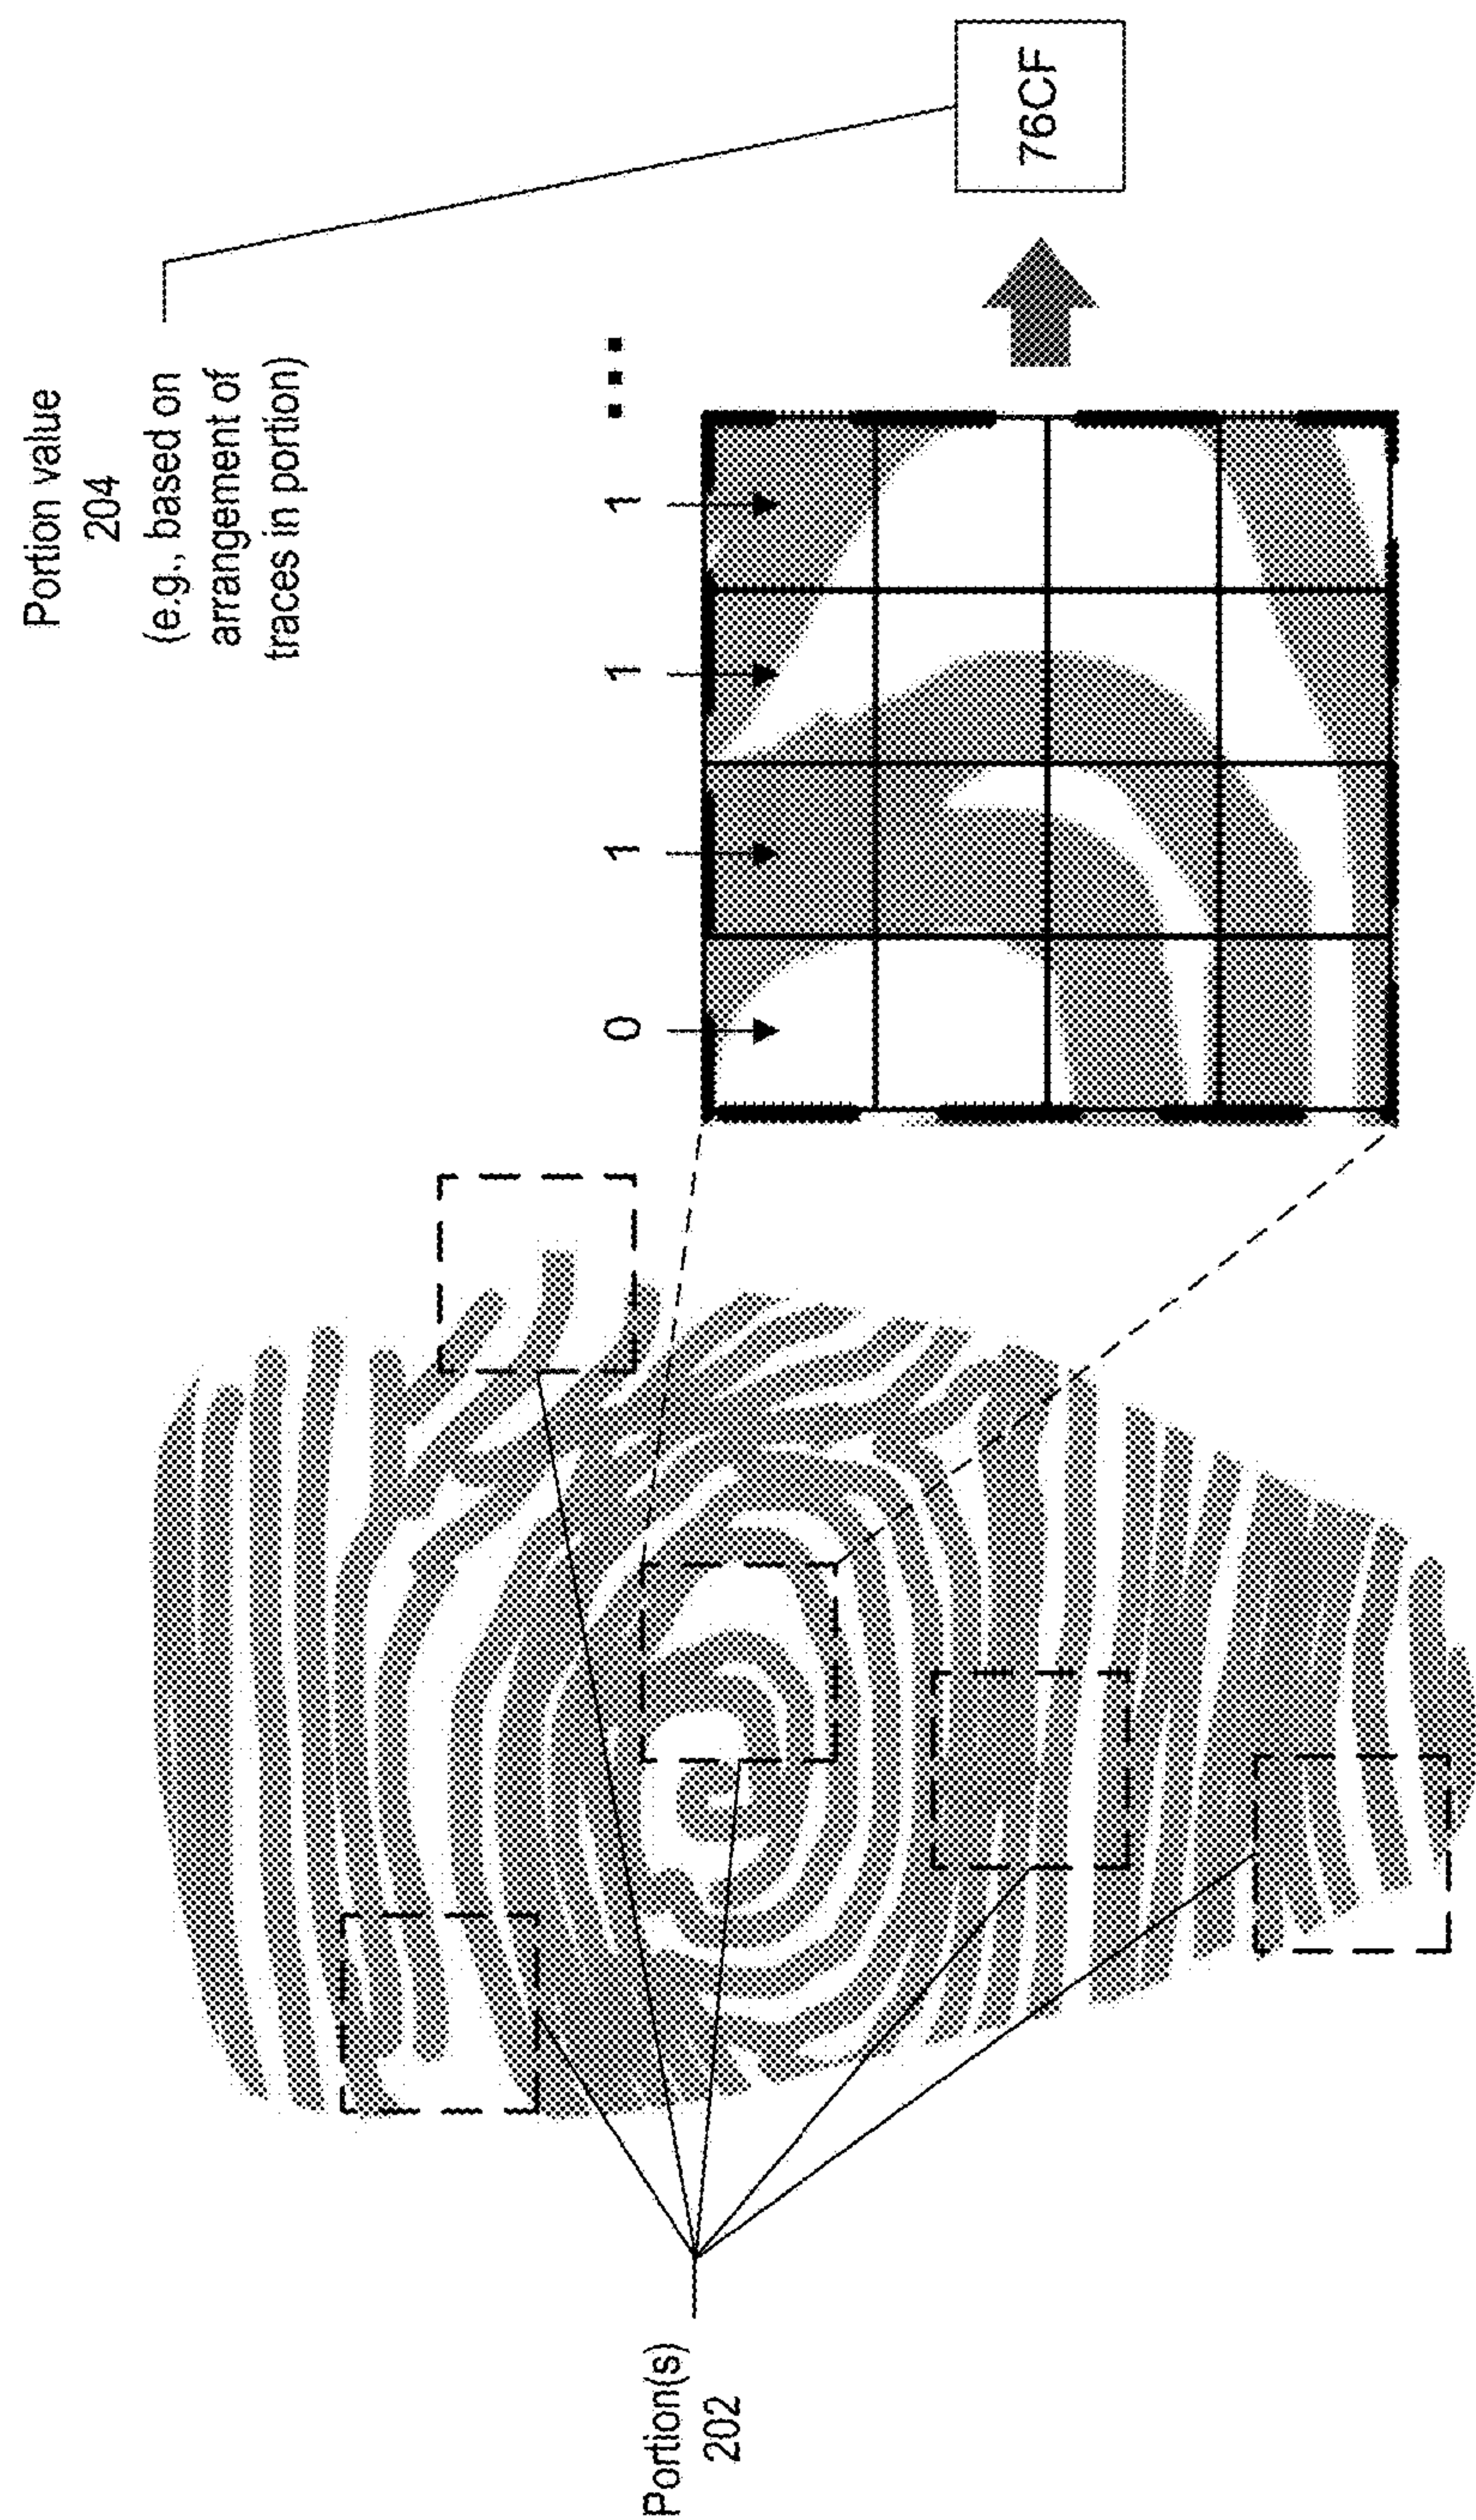 Portion value
204
(e.g., based on
arrangement of
traces in portion)
Portion(s)
202
0 1 1 1 ...
76CF